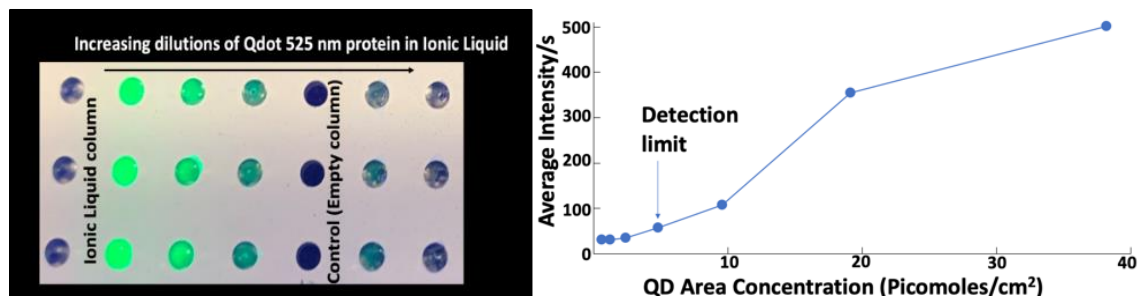 Increasing dilutions of Qdot 525 nm protein in Ionic Liquid
Ionic Liquid column
Control (Empty column)
Average Intensity/s
500
400
300
200
100
0
Detection
limit
10
20
30
40
QD Area Concentration (Picomoles/cm²)